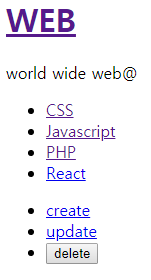 WEB
world wide web@
CSS
Javascript
PHP
React
create
update
delete